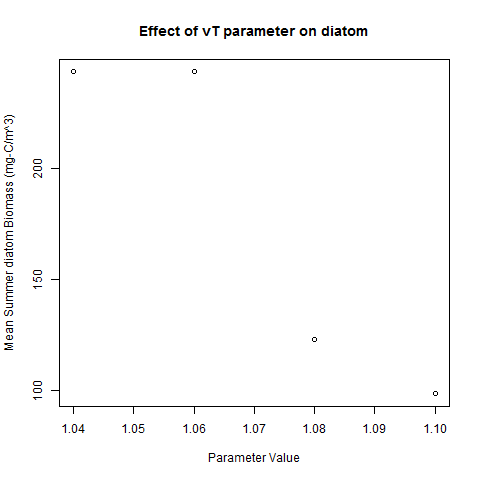 Effect of vT parameter on diatom
Mean Summer diatom Biomass (mg-C/m^3)
200
150
100
1.04 1.05 1.06 1.07 1.08 1.09 1.10
Parameter Value